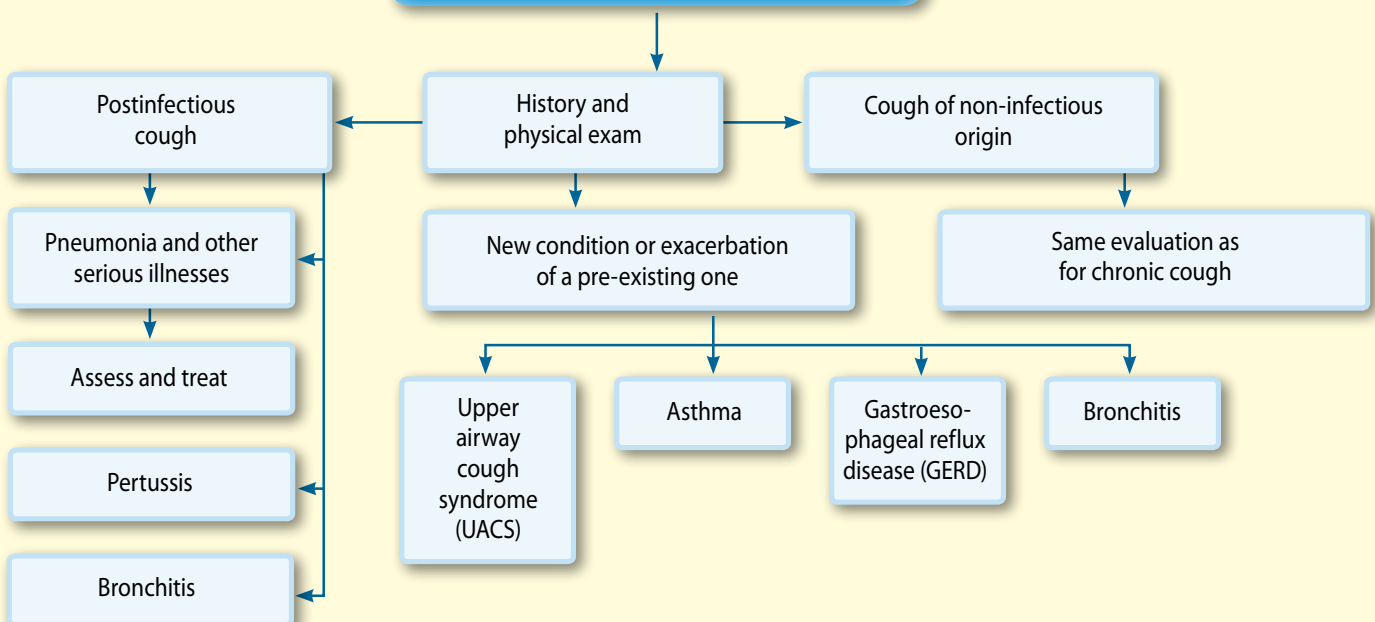 Postinfectious
cough
History and
physical exam
Cough of non-infectious
origin
Pneumonia and other
serious illnesses
New condition or exacerbation
of a pre-existing one
Same evaluation as
for chronic cough
Assess and treat
Upper
airway
cough
syndrome
(UACS)
Asthma
Gastroeso-
phageal reflux
disease (GERD)
Bronchitis
Pertussis
Bronchitis